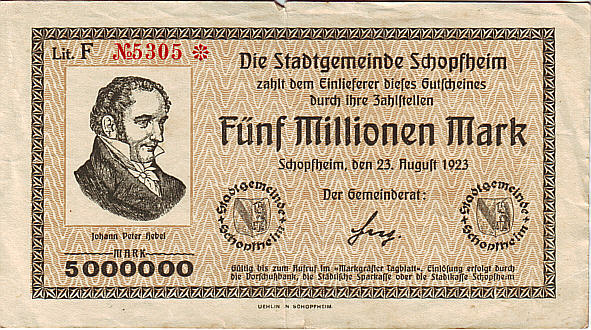 Lit. F №5305 *
Die Stadtgemeinde Schopfheim
zahlt dem Einlieferer dieses Gutscheines
durch ihre Zahlstellen
Fünf Millionen Mark
Schopfheim, den 23. August 1923
Der Gemeinderat:
Stadtgemeinde Schopfheim
Stadtgemeinde Schopfheim
Johann Peter Hebel
MARK
5000000
Gültig bis zum Aufruf im „Markgräfler Tagblatt“. Einlösung erfolgt durch
die Vorschußbank, die Städtische Sparkasse oder die Stadtkasse Schopfheim
UEHLIN ℵ SCHOPFHEIM.